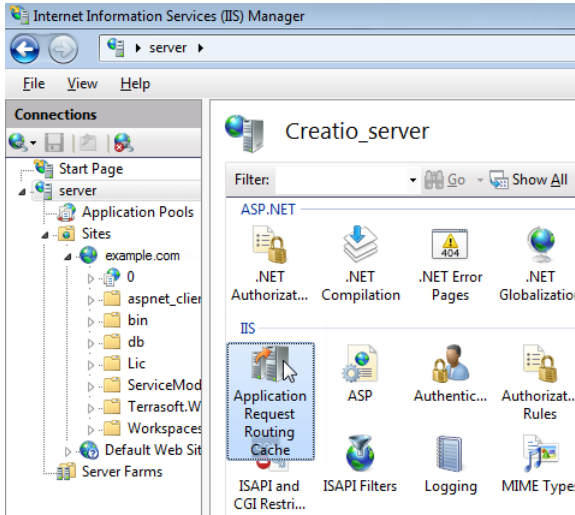 Internet Information Services (IIS) Manager
server
File View Help
Connections
Start Page
server
Application Pools
Sites
example.com
0
aspnet_clier
bin
db
Lic
ServiceMod
Terrasoft.W
Workspaces
Default Web Sit
Server Farms
Creatio_server
Filter: Go Show All
ASP.NET
.NET Authorizat...
.NET Compilation
.NET Error Pages
.NET Globalizatio
404
IIS
Application Request Routing Cache
ASP
Authentic...
Authorizat... Rules
ISAPI and CGI Restri...
ISAPI Filters
Logging
MIME Type